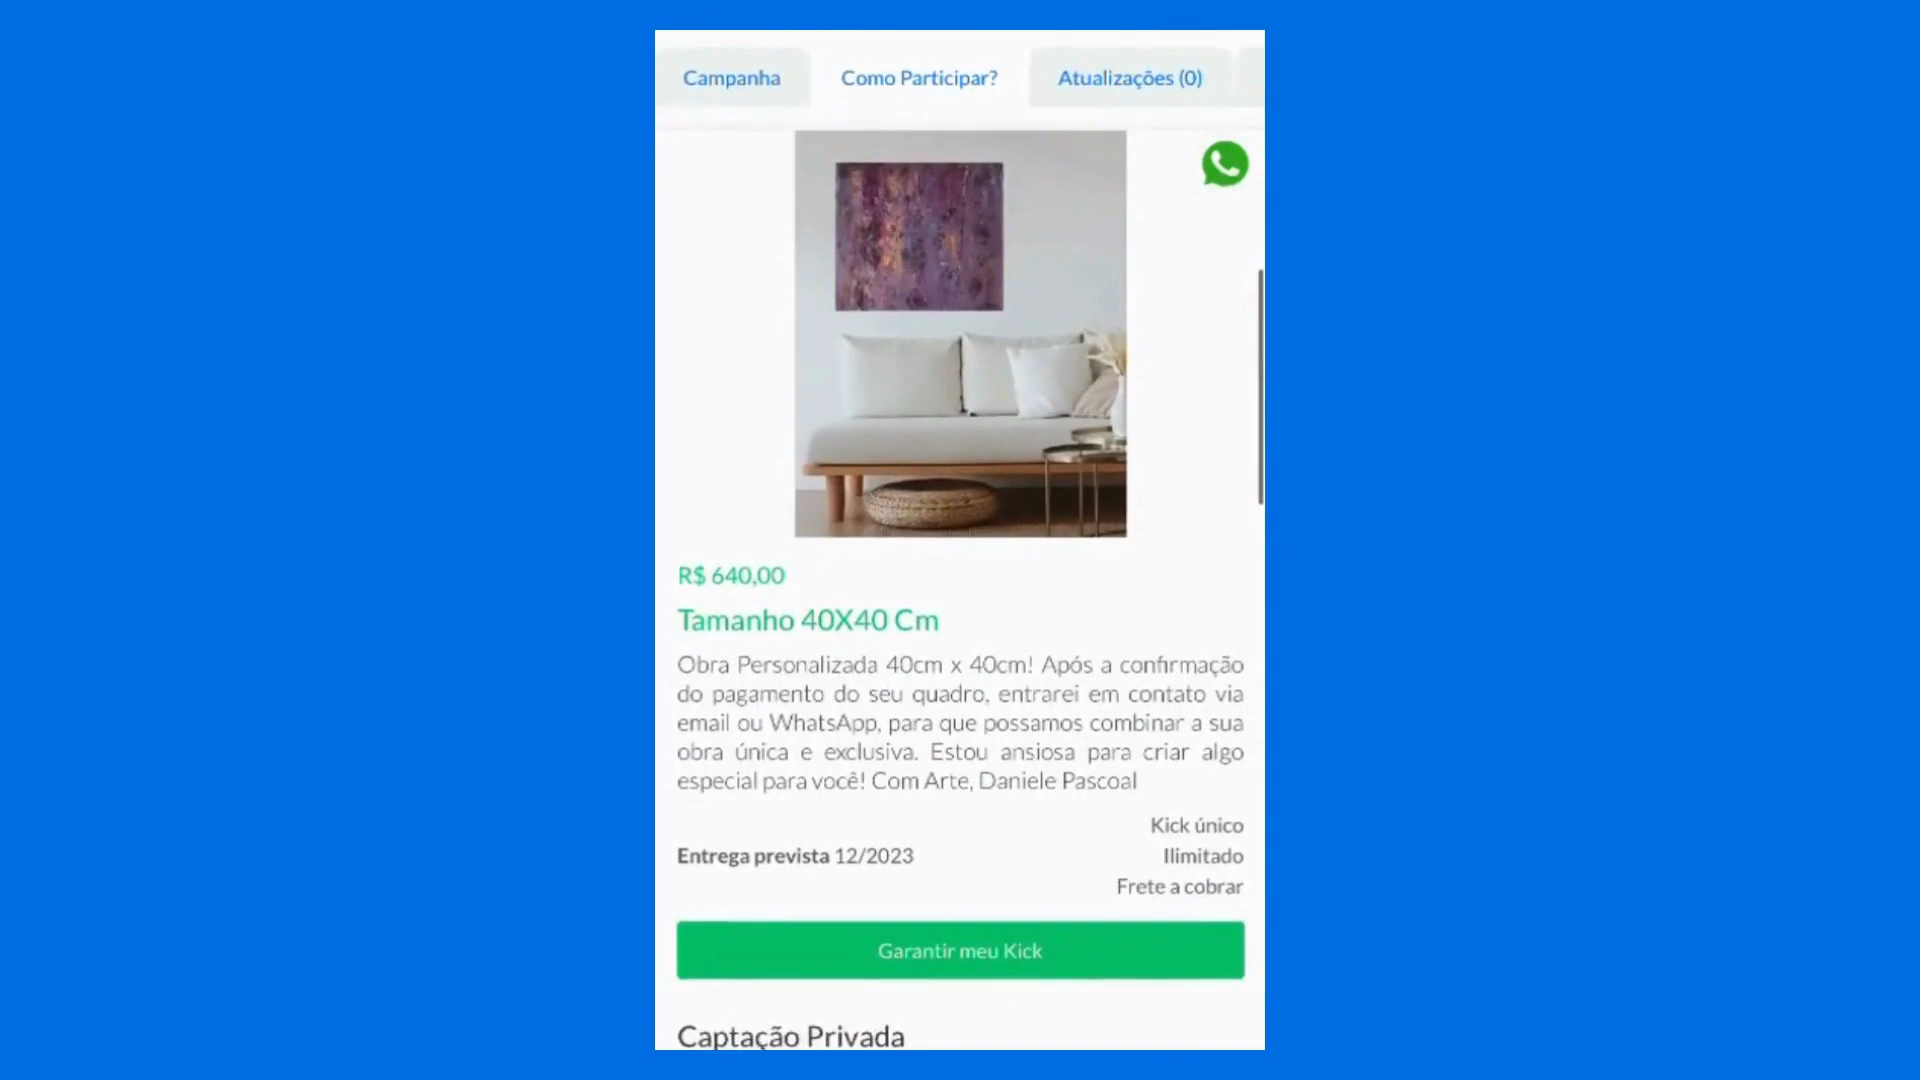 Campanha
Como Participar?
Atualizações (0)
R$ 640,00
Tamanho 40X40 Cm
Obra Personalizada 40cm x 40cm! Após a confirmação
do pagamento do seu quadro, entrarei em contato via
email ou WhatsApp, para que possamos combinar a sua
obra única e exclusiva. Estou ansiosa para criar algo
especial para você! Com Arte, Daniele Pascoal
Kick único
Entrega prevista 12/2023
Ilimitado
Frete a cobrar
Garantir meu Kick
Captação Privada